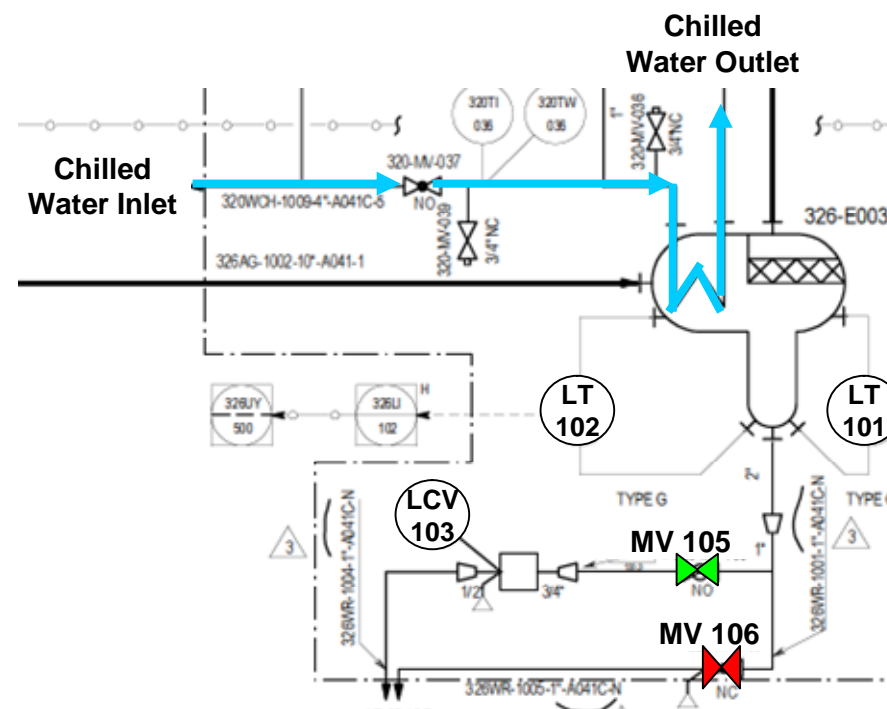 Chilled
Water Outlet
320TI
036
320TW
036
1"
320-MV-036
3/4"NC
Chilled
Water Inlet
320-MV-037
NO
320WCH-1009-4"-A041C-5
320-MV-039
3/4"NC
326-E003
326AG-1002-10"-A041-1
326UY
500
326LI
102
H
LT
102
LT
101
2"
TYPE G
TYPE
LCV
103
MV 105
NO
1"
3
3
326WR-1004-1"-A041C-N
326WR-1001-1"-A041C-N
1/2"
3/4"
MV 106
NC
326WR-1005-1"-A041C-N